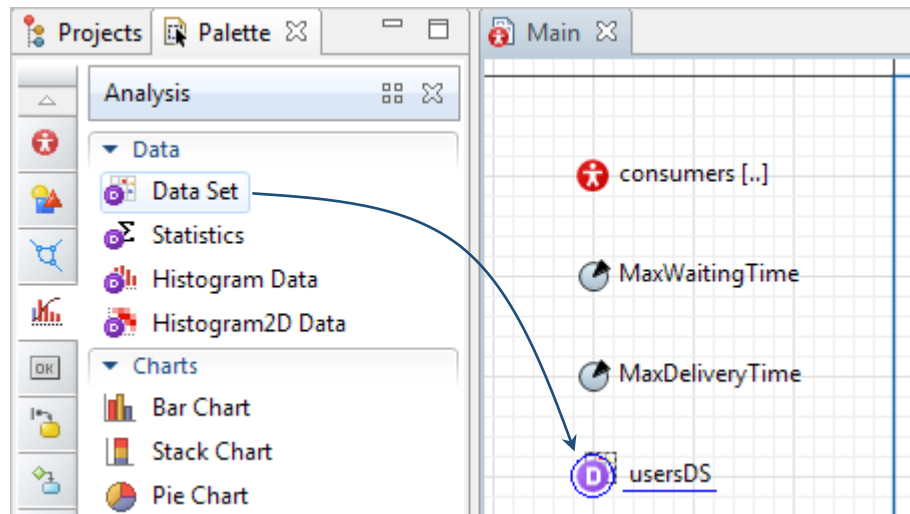 Projects
Palette
Main
Analysis
Data
Data Set
Statistics
Histogram Data
Histogram2D Data
Charts
Bar Chart
Stack Chart
Pie Chart
OK
consumers [..]
MaxWaitingTime
MaxDeliveryTime
D usersDS